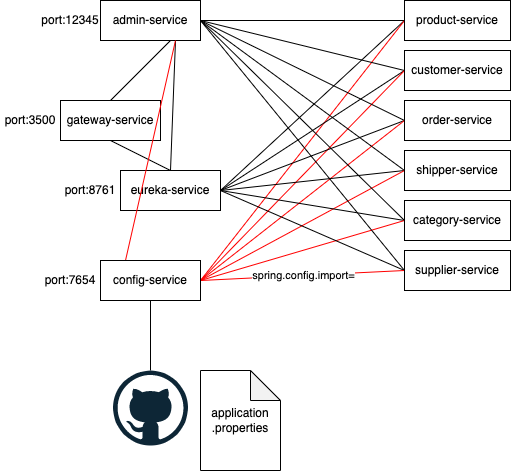 port:12345
admin-service
product-service
customer-service
port:3500
gateway-service
order-service
port:8761
eureka-service
shipper-service
category-service
port:7654
config-service
spring.config.import=
supplier-service
application
.properties